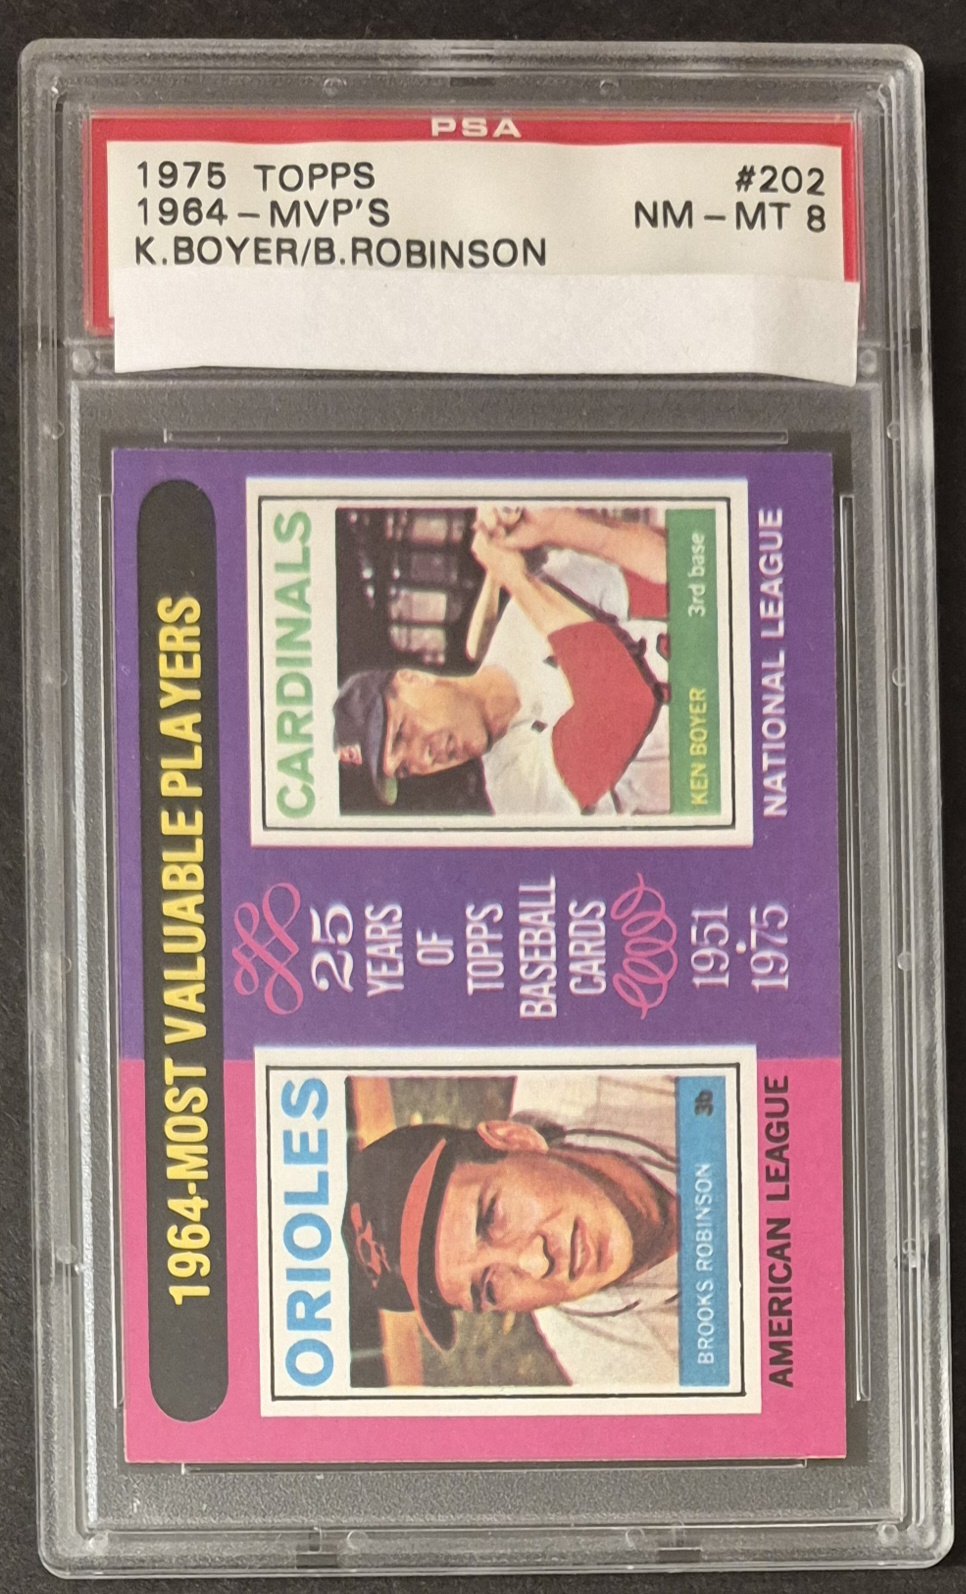 PSA
1975 TOPPS #202
1964-MVP'S NM-MT 8
K.BOYER/B.ROBINSON
1964-MOST VALUABLE PLAYERS
ORIOLES
BROOKS ROBINSON 3b
AMERICAN LEAGUE
25
YEARS
OF
TOPPS
BASEBALL
CARDS
1951
•
1975
CARDINALS
KEN BOYER 3rd base
NATIONAL LEAGUE